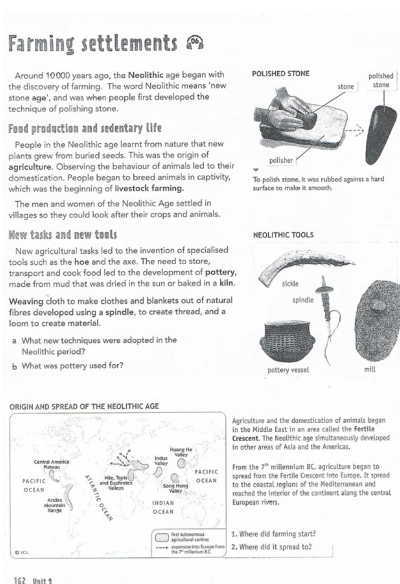 Farming settlements
Around 10000 years ago, the Neolithic age began with
the discovery of farming. The word Neolithic means 'new
stone age', and was when people first developed the
technique of polishing stone.
Food production and sedentary life
People in the Neolithic age learnt from nature that new
plants grew from buried seeds. This was the origin of
agriculture. Observing the behaviour of animals led to their
domestication. People began to breed animals in captivity,
which was the beginning of livestock farming.
The men and women of the Neolithic Age settled in
villages so they could look after their crops and animals.
New tasks and new tools
New agricultural tasks led to the invention of specialised
tools such as the hoe and the axe. The need to store,
transport and cook food led to the development of pottery,
made from mud that was dried in the sun or baked in a kiln.
Weaving cloth to make clothes and blankets out of natural
fibres developed using a spindle, to create thread, and a
loom to create material.
a What new techniques were adopted in the
Neolithic period?
b What was pottery used for?
POLISHED STONE
stone
polished
stone
polisher
To polish stone, it was rubbed against a hard
surface to make it smooth.
NEOLITHIC TOOLS
sickle
spindle
pottery vessel
mill
ORIGIN AND SPREAD OF THE NEOLITHIC AGE
Central America
Plateau
PACIFIC
OCEAN
Andes
Mountain
Range
ATLANTIC OCEAN
Nile, Tigris
and Euphrates
Valleys
Indus
Valley
Huang He
Valley
Song Hong
Valley
PACIFIC
OCEAN
INDIAN
OCEAN
First autonomous
agricultural centres
expansion into Europe from
the 7th millennium BC
Agriculture and the domestication of animals began
in the Middle East in an area called the Fertile
Crescent. The Neolithic age simultaneously developed
in other areas of Asia and the Americas.
From the 7th millennium BC, agriculture began to
spread from the Fertile Crescent into Europe. It spread
to the coastal regions of the Mediterranean and
reached the interior of the continent along the central
European rivers.
1. Where did farming start?
2. Where did it spread to?
162 Unit 9